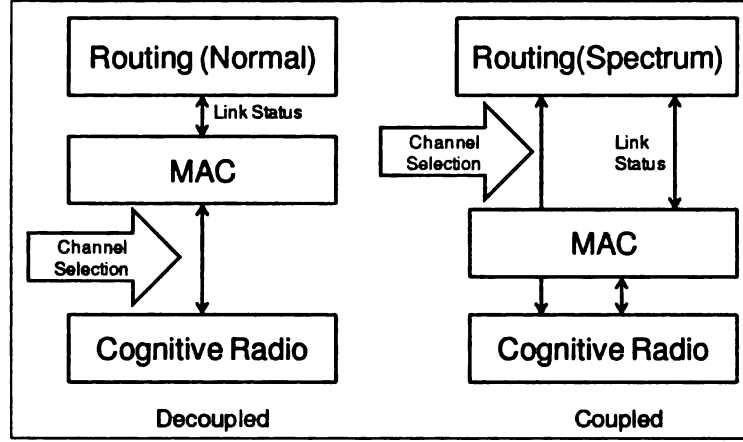 Routing (Normal)
Link Status
MAC
Channel
Selection
Cognitive Radio
Decoupled
Routing(Spectrum)
Channel
Selection
Link
Status
MAC
Cognitive Radio
Coupled